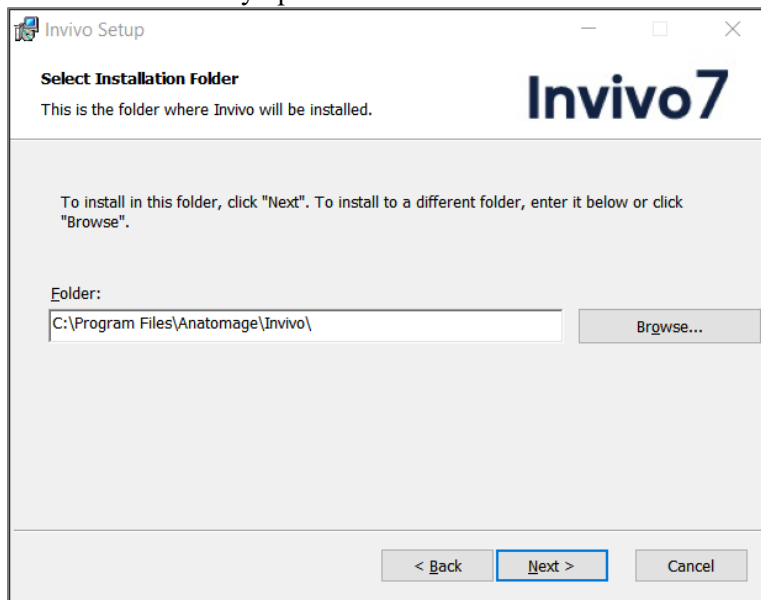 Invivo Setup
Select Installation Folder
This is the folder where Invivo will be installed.
Invivo7
To install in this folder, click "Next". To install to a different folder, enter it below or click
"Browse".
Folder:
C:\Program Files\Anatomage\Invivo\
Browse...
< Back
Next >
Cancel